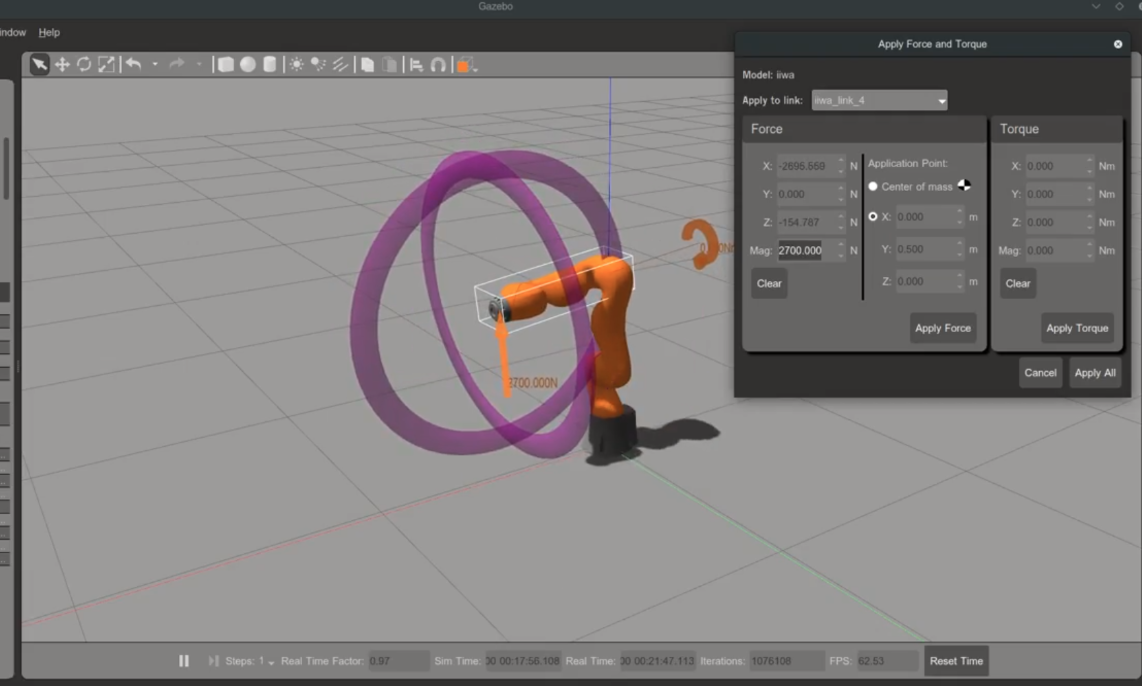 Gazebo
indow Help
Apply Force and Torque
Model: iiwa
Apply to link: iiwa_link_4
Force
X: -2695.559 N
Y: 0.000 N
Z: -154.787 N
Mag: 2700.000 N
Clear
Application Point:
Center of mass
X: 0.000 m
Y: 0.500 m
Z: 0.000 m
Apply Force
Torque
X: 0.000 Nm
Y: 0.000 Nm
Z: 0.000 Nm
Mag: 0.000 Nm
Clear
Apply Torque
Cancel Apply All
2700.000N
Steps: 1 Real Time Factor: 0.97 Sim Time: 00 00:17:56.108 Real Time: 00 00:21:47.113 Iterations: 1076108 FPS: 62.53 Reset Time